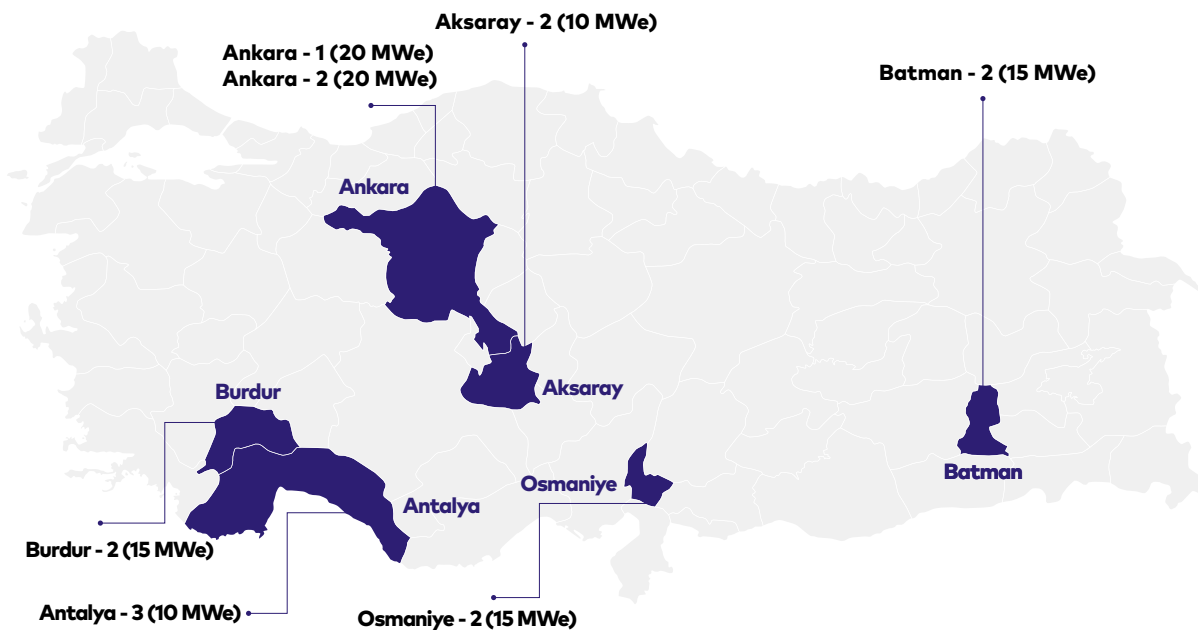 Aksaray - 2 (10 MWe)
Ankara - 1 (20 MWe)
Ankara - 2 (20 MWe)
Batman - 2 (15 MWe)
Ankara
Burdur
Aksaray
Batman
Osmaniye
Antalya
Burdur - 2 (15 MWe)
Antalya - 3 (10 MWe)
Osmaniye - 2 (15 MWe)